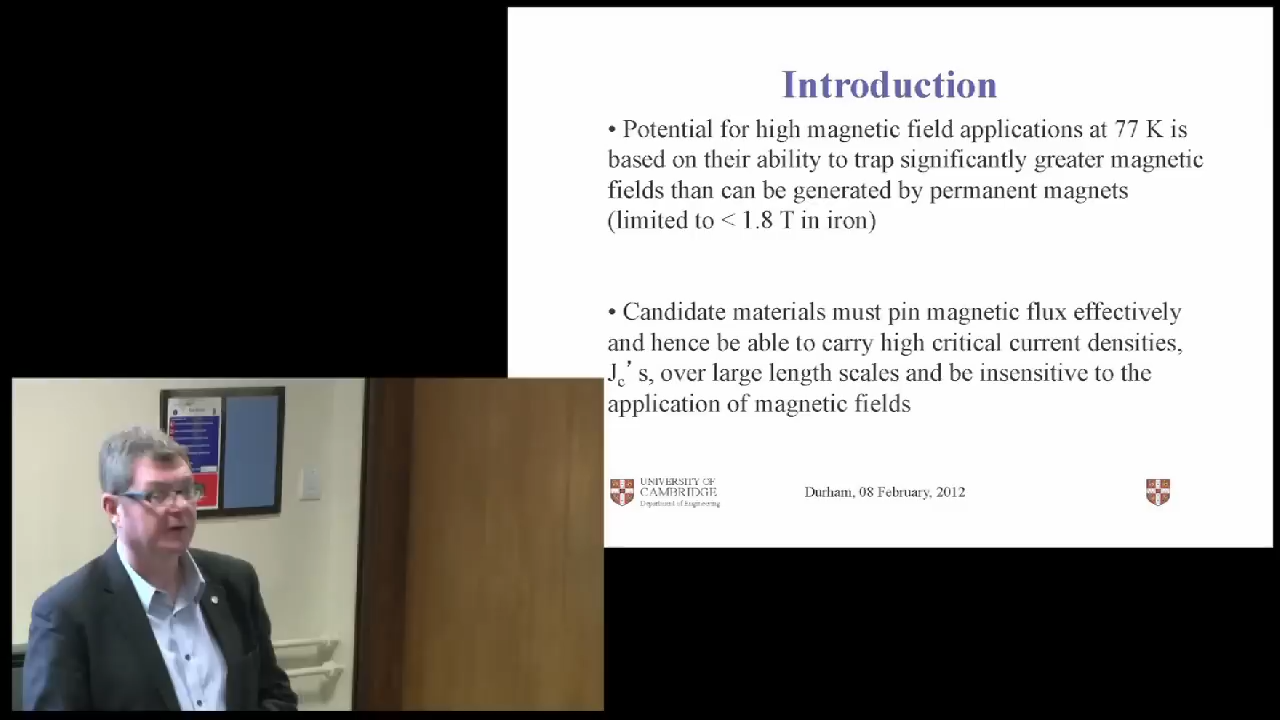 Introduction
• Potential for high magnetic field applications at 77 K is
based on their ability to trap significantly greater magnetic
fields than can be generated by permanent magnets
(limited to < 1.8 T in iron)
• Candidate materials must pin magnetic flux effectively
and hence be able to carry high critical current densities,
Jc's, over large length scales and be insensitive to the
application of magnetic fields
UNIVERSITY OF
CAMBRIDGE
Department of Engineering
Durham, 08 February, 2012